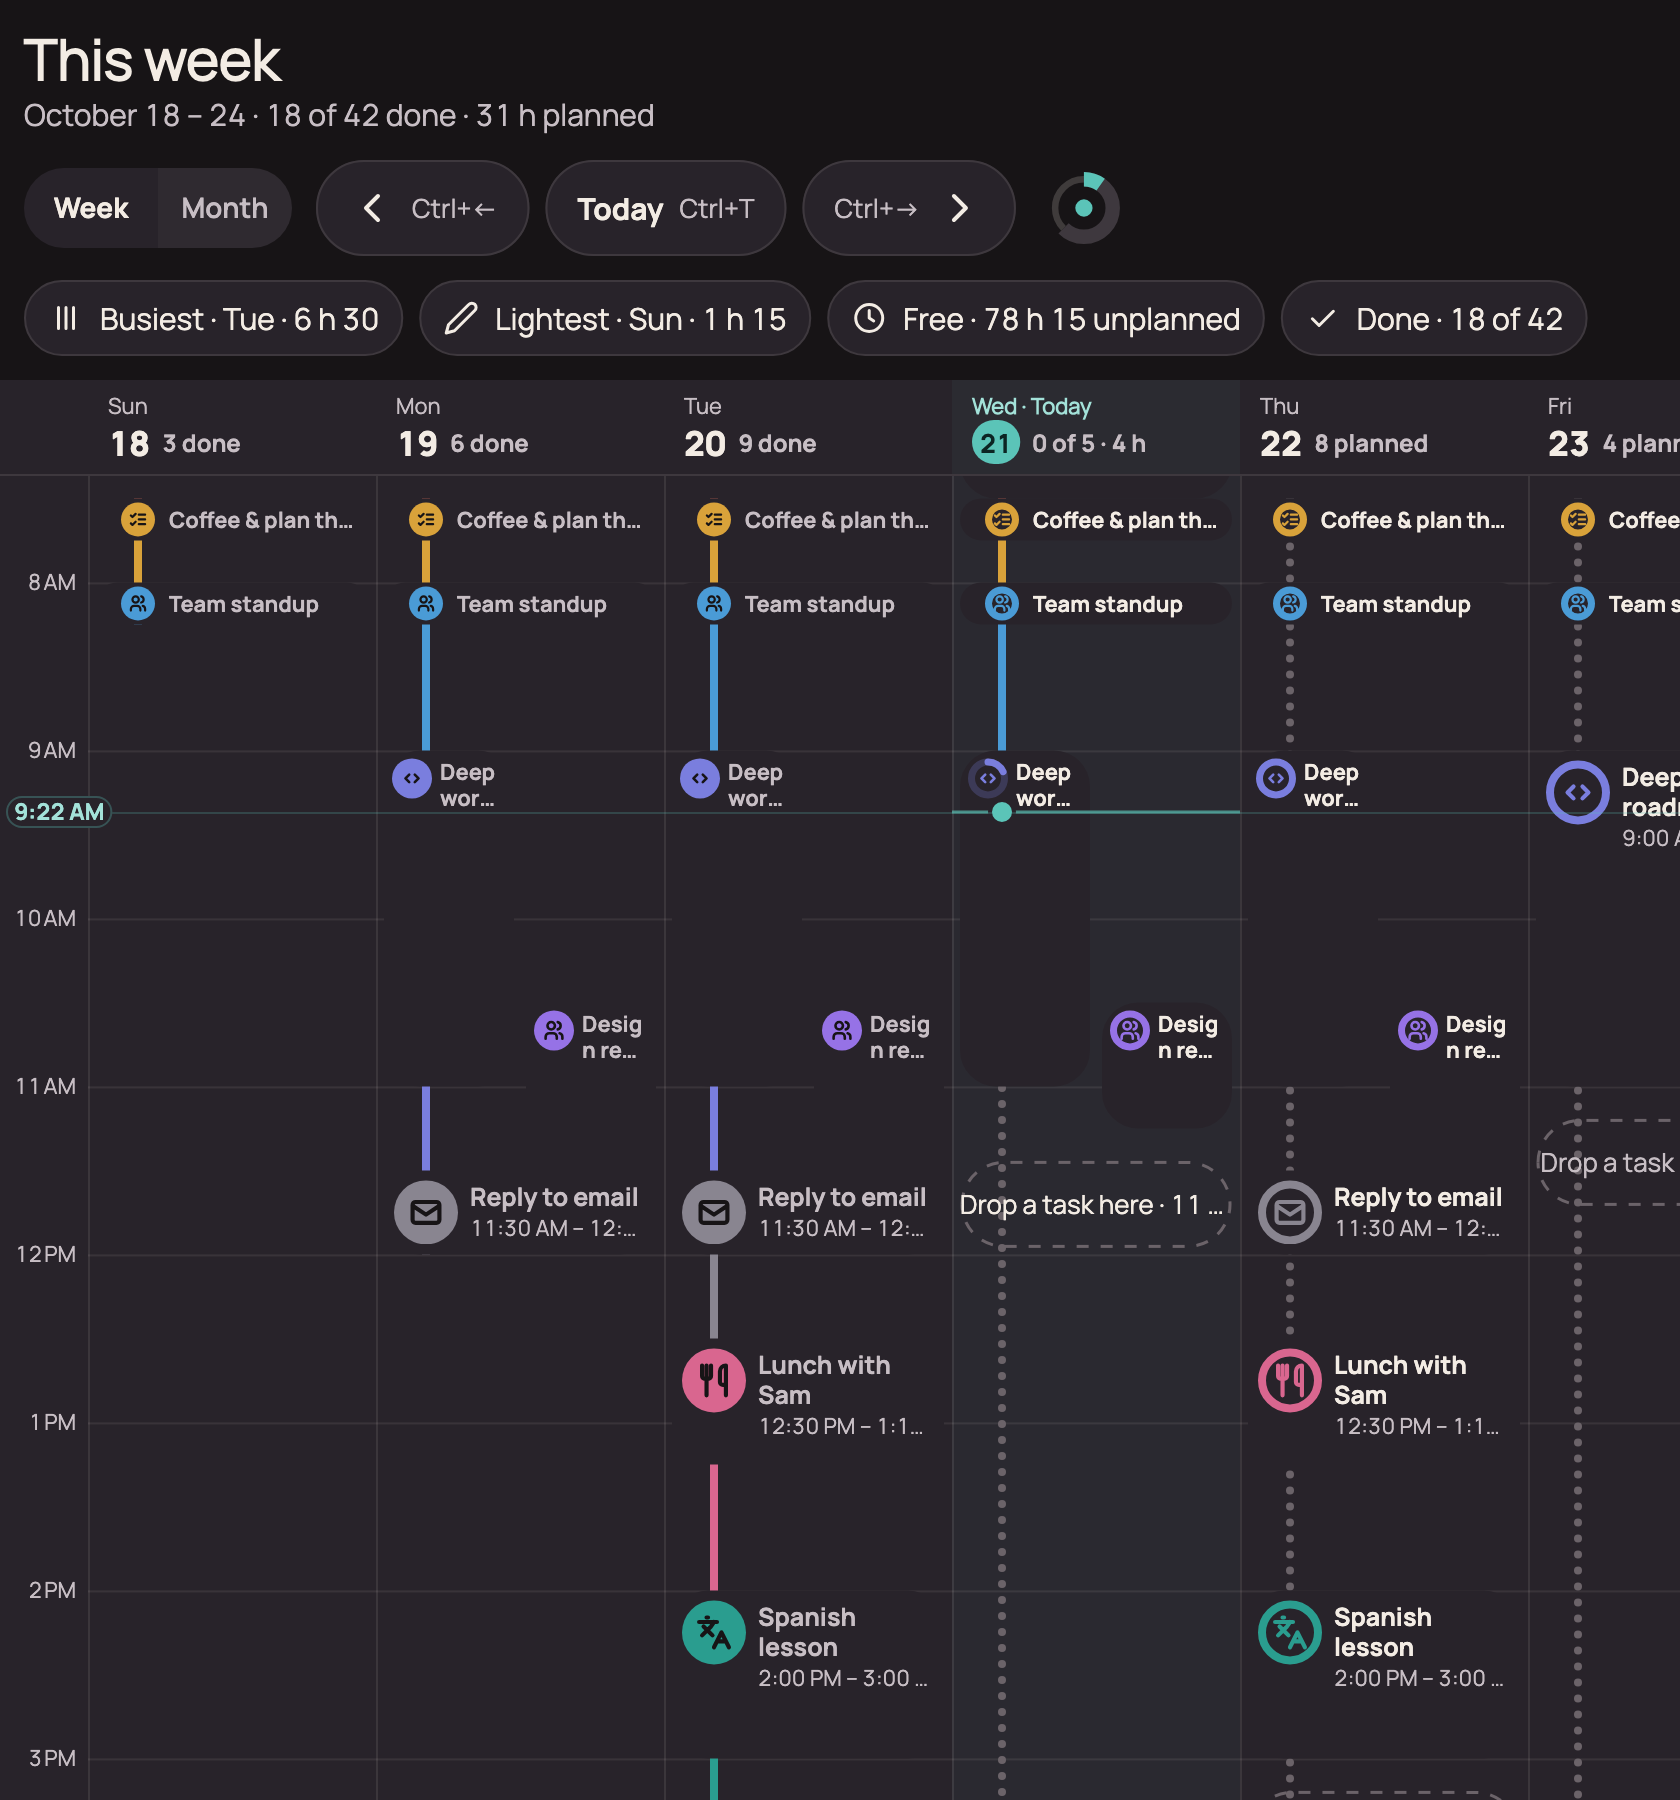 This week
October 18 – 24 · 18 of 42 done · 31 h planned
Week Month Ctrl+← Today Ctrl+T Ctrl+→
Busiest · Tue · 6 h 30 Lightest · Sun · 1 h 15 Free · 78 h 15 unplanned Done · 18 of 42
Sun Mon Tue Wed · Today Thu Fri
18 3 done 19 6 done 20 9 done 21 0 of 5 · 4 h 22 8 planned 23 4 plann
Coffee & plan th... Coffee & plan th... Coffee & plan th... Coffee & plan th... Coffee & plan th... Coffee
8 AM
Team standup Team standup Team standup Team standup Team standup Team s
9 AM
Deep Deep Deep Deep Deep
wor... wor... wor... wor... road
9:22 AM
9:00 A
10 AM
Desig Desig Desig Desig
n re... n re... n re... n re...
11 AM
Drop a task
Reply to email Reply to email Drop a task here · 11 ... Reply to email
11:30 AM – 12:... 11:30 AM – 12:... 11:30 AM – 12:...
12 PM
Lunch with Lunch with
Sam Sam
1 PM
12:30 PM – 1:1... 12:30 PM – 1:1...
2 PM
Spanish Spanish
lesson lesson
2:00 PM – 3:00 ... 2:00 PM – 3:00 ...
3 PM